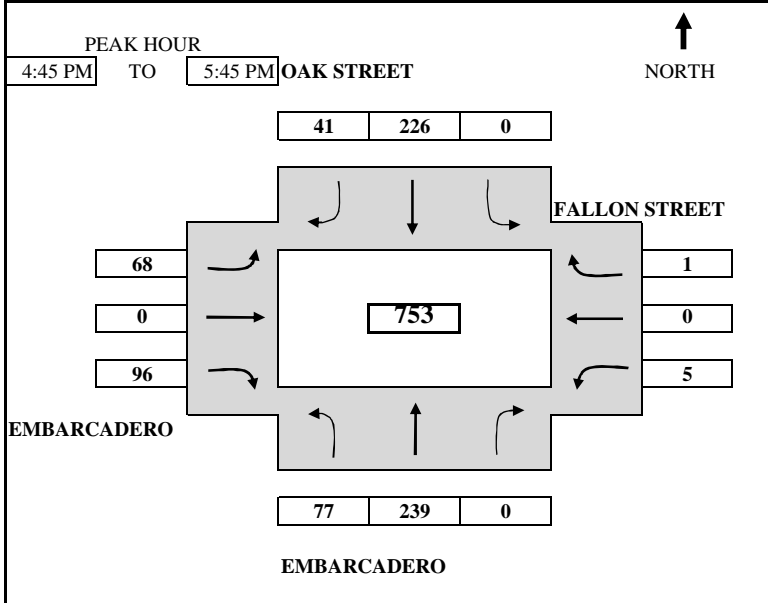 PEAK HOUR
4:45 PM TO 5:45 PM OAK STREET NORTH
41 226 0
FALLON STREET
68 1
0 753 0
96 5
EMBARCADERO
77 239 0
EMBARCADERO